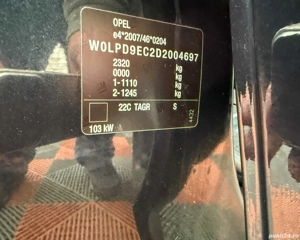 OPEL
e4*2007/46*0204
W0LPD9EC2D2004697
2320 kg
0000 kg
1-1110 kg
2-1245 kg
22C TAGR S
4422
103 kW